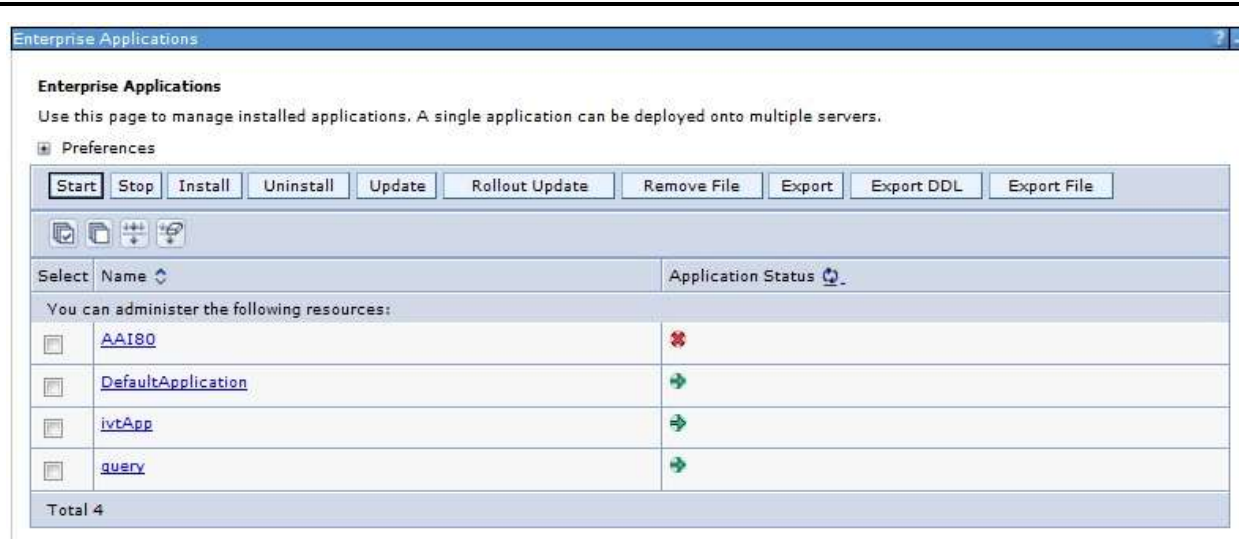 Enterprise Applications
?
Enterprise Applications
Use this page to manage installed applications. A single application can be deployed onto multiple servers.
Preferences
Start Stop Install Uninstall Update Rollout Update Remove File Export Export DDL Export File
Select Name Application Status
You can administer the following resources:
AAI80
DefaultApplication
ivtApp
query
Total 4